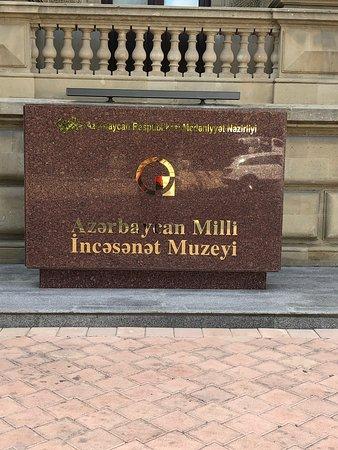 Azərbaycan Respublikası Mədəniyyət Nazirliyi
Azərbaycan Milli
İncəsənət Muzeyi